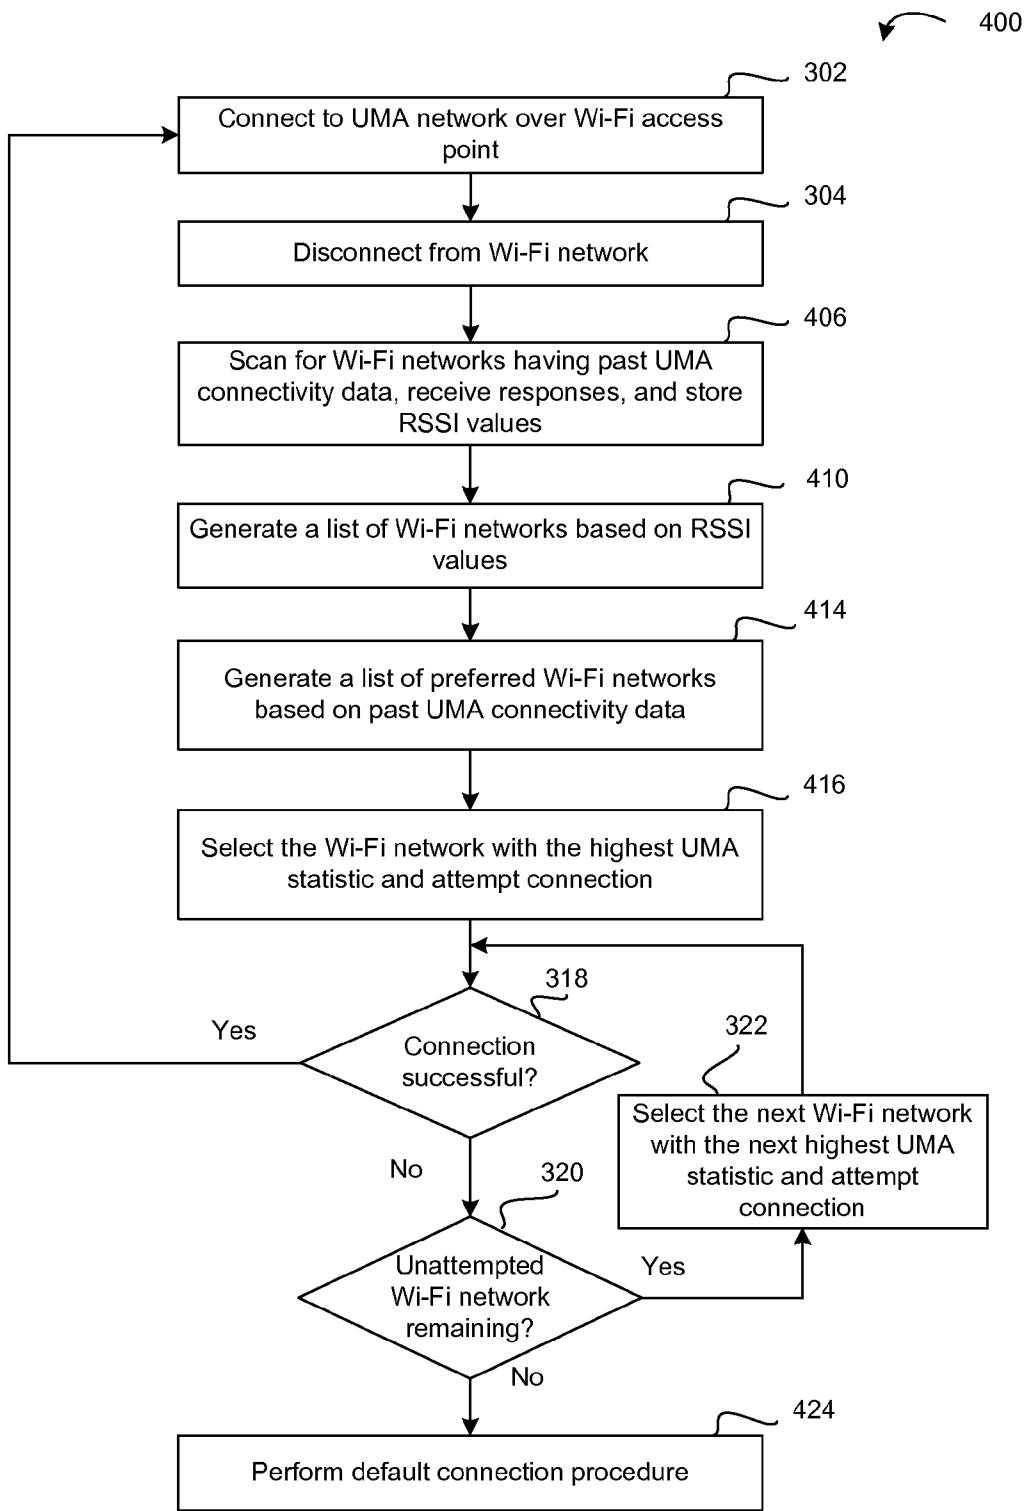 400
302
Connect to UMA network over Wi-Fi access
point
304
Disconnect from Wi-Fi network
406
Scan for Wi-Fi networks having past UMA
connectivity data, receive responses, and store
RSSI values
410
Generate a list of Wi-Fi networks based on RSSI
values
414
Generate a list of preferred Wi-Fi networks
based on past UMA connectivity data
416
Select the Wi-Fi network with the highest UMA
statistic and attempt connection
318
Yes
Connection
successful?
322
Select the next Wi-Fi network
with the next highest UMA
statistic and attempt
connection
No
320
Unattempted
Wi-Fi network
remaining?
Yes
No
424
Perform default connection procedure